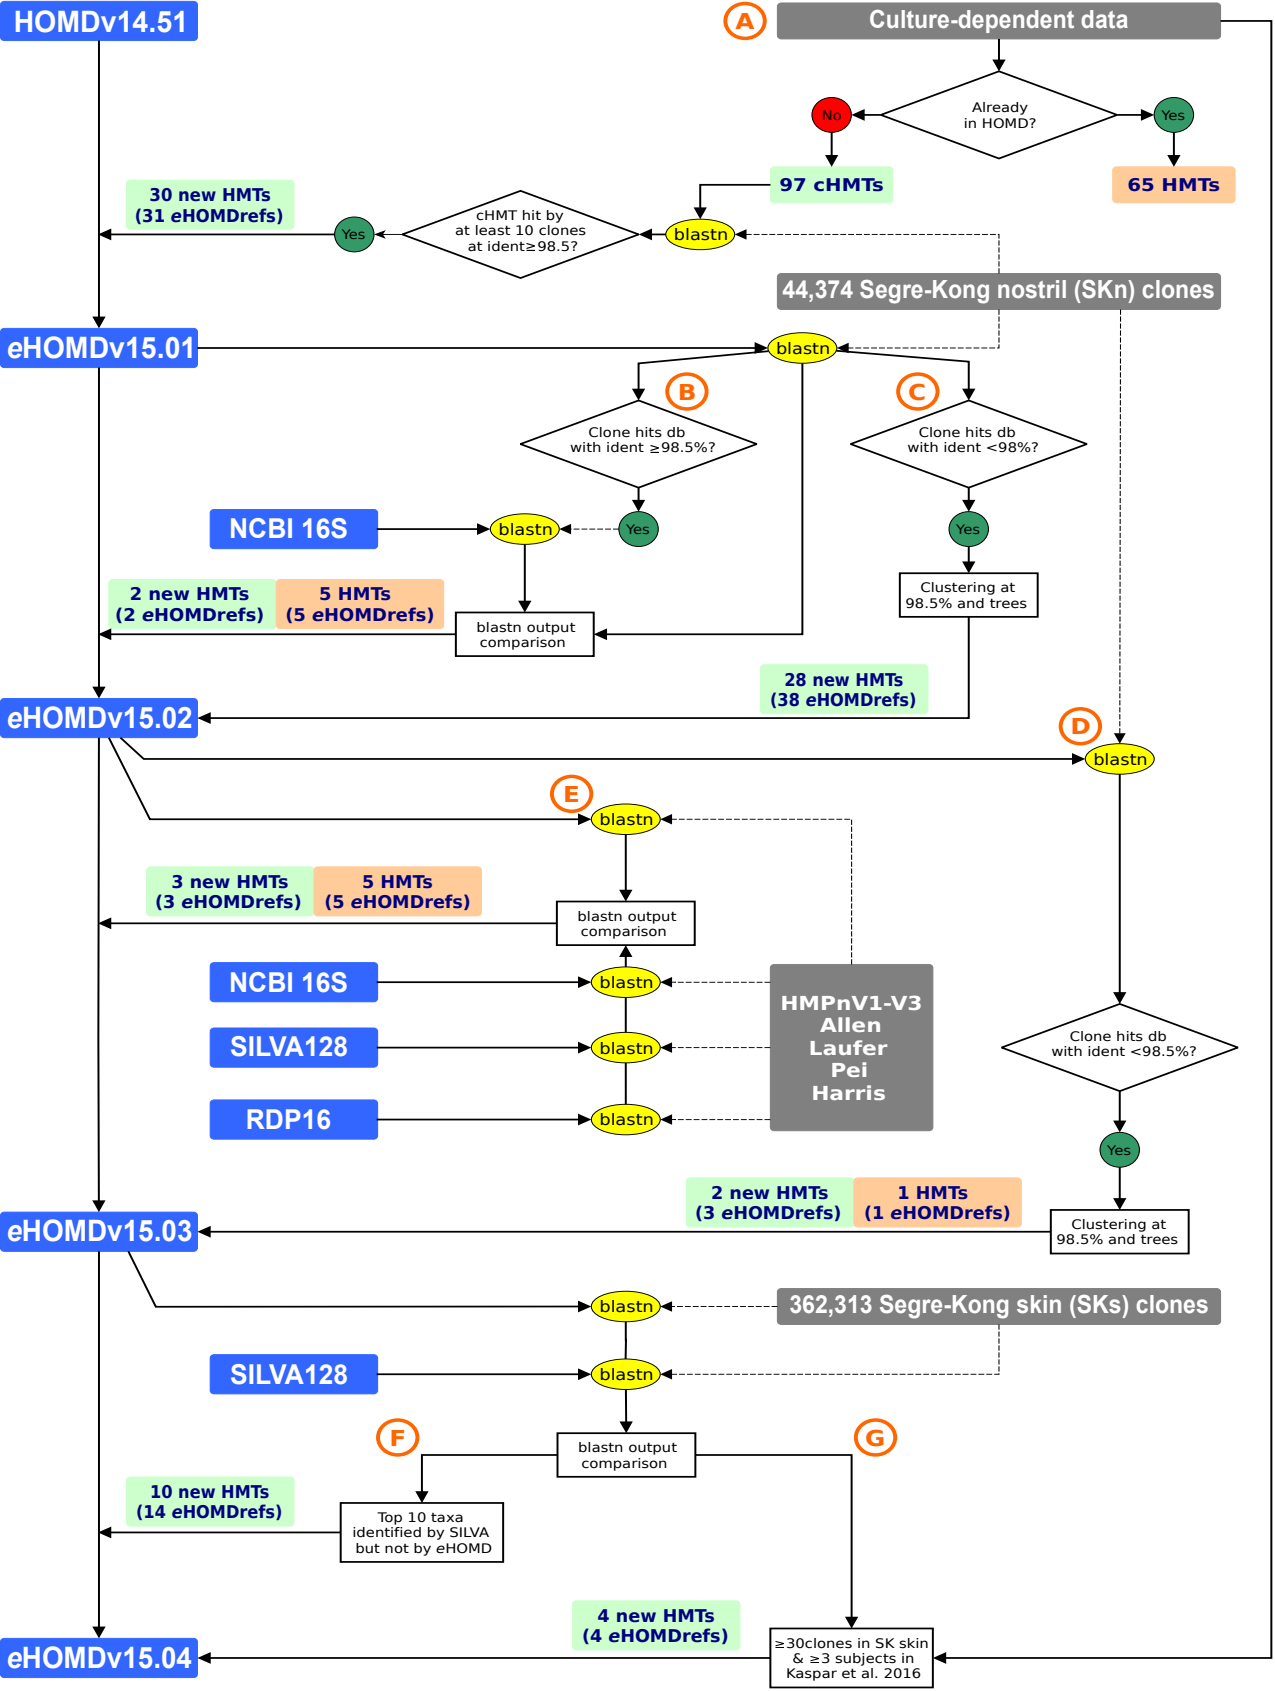 HOMDv14.51
A
Culture-dependent data
Already
in HOMD?
No
Yes
97 cHMTs
65 HMTs
30 new HMTs
(31 eHOMDrefs)
Yes
cHMT hit by
at least 10 clones
at ident≥98.5?
blastn
44,374 Segre-Kong nostril (SKn) clones
eHOMDv15.01
blastn
B
C
Clone hits db
with ident ≥98.5%?
Clone hits db
with ident <98%?
NCBI 16S
blastn
Yes
Yes
2 new HMTs
(2 eHOMDrefs)
5 HMTs
(5 eHOMDrefs)
blastn output
comparison
Clustering at
98.5% and trees
28 new HMTs
(38 eHOMDrefs)
eHOMDv15.02
D
blastn
E
blastn
3 new HMTs
(3 eHOMDrefs)
5 HMTs
(5 eHOMDrefs)
blastn output
comparison
NCBI 16S
blastn
SILVA128
blastn
RDP16
blastn
HMPnV1-V3
Allen
Laufer
Pei
Harris
Clone hits db
with ident <98.5%?
Yes
2 new HMTs
(3 eHOMDrefs)
1 HMTs
(1 eHOMDrefs)
Clustering at
98.5% and trees
eHOMDv15.03
blastn
362,313 Segre-Kong skin (SKs) clones
SILVA128
blastn
F
blastn output
comparison
G
10 new HMTs
(14 eHOMDrefs)
Top 10 taxa
identified by SILVA
but not by eHOMD
4 new HMTs
(4 eHOMDrefs)
≥30clones in SK skin
& ≥3 subjects in
Kaspar et al. 2016
eHOMDv15.04